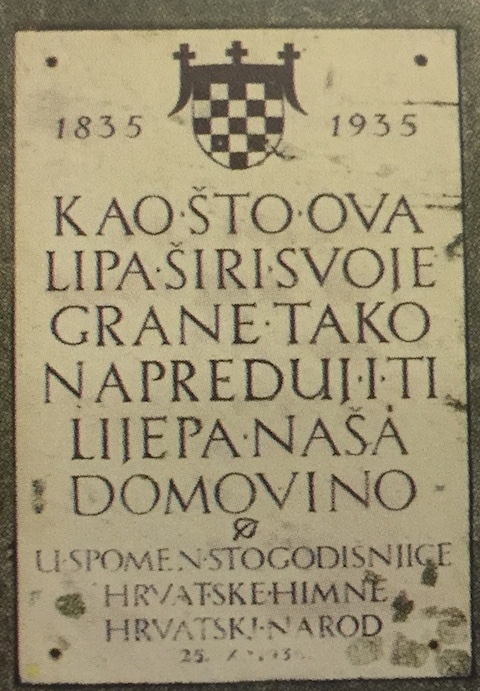 1835 1935
KAO·ŠTO·OVA
LIPA·ŠIRI·SVOJE
GRANE·TAKO
NAPREDUJ·I·TI
LIJEPA·NAŠA
DOMOVINO
U·SPOMEN·STOGODIŠNJICE
HRVATSKE·HIMNE
HRVATSKI·NAROD
25.